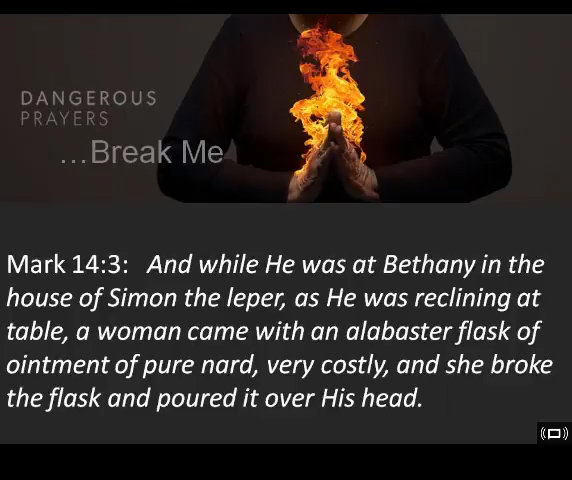 DANGEROUS
PRAYERS
...Break Me
Mark 14:3: And while He was at Bethany in the
house of Simon the leper, as He was reclining at
table, a woman came with an alabaster flask of
ointment of pure nard, very costly, and she broke
the flask and poured it over His head.